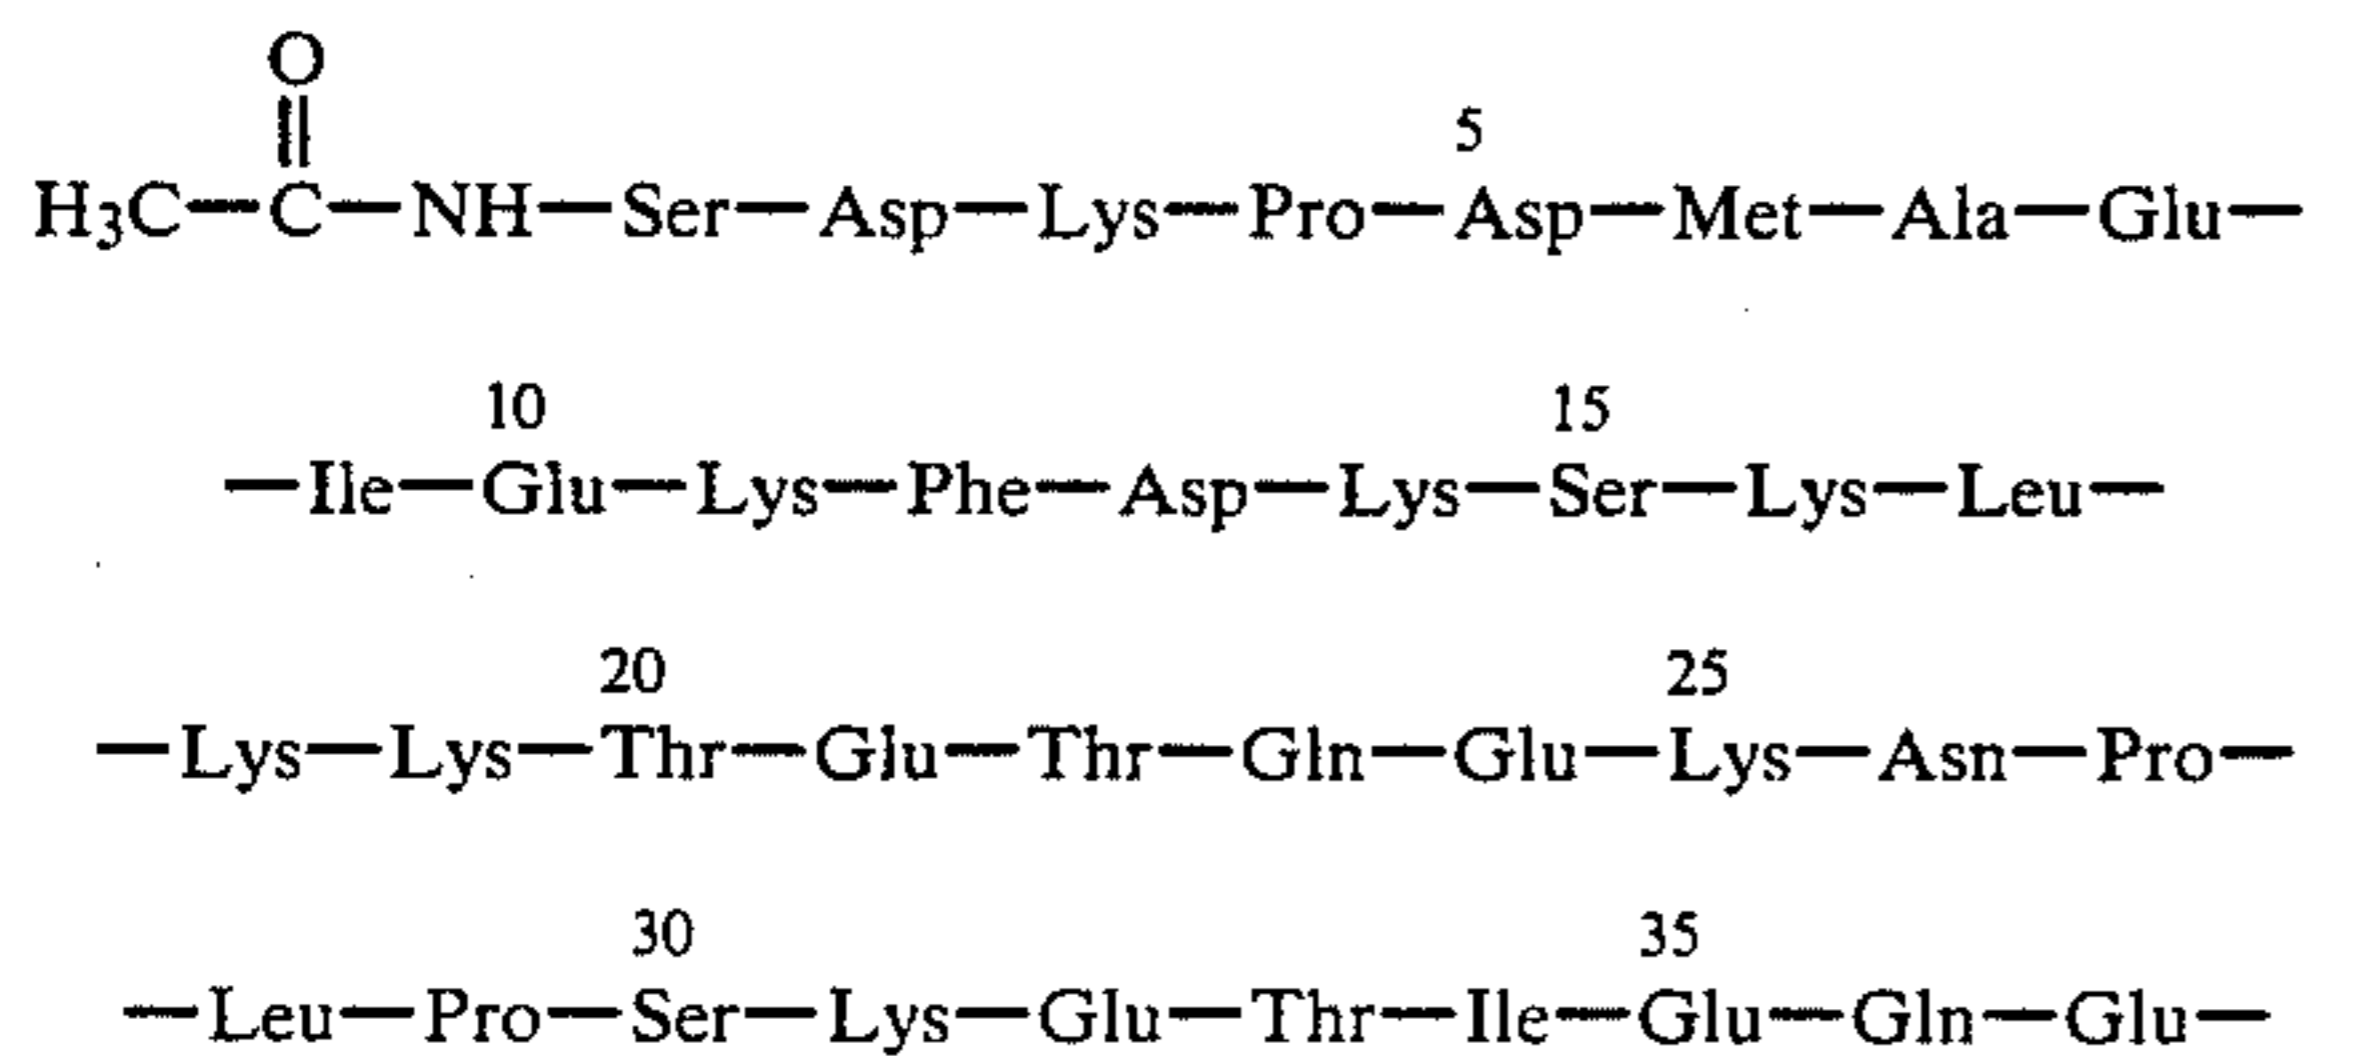 O
5
H₃C—C—NH—Ser—Asp—Lys—Pro—Asp—Met—Ala—Glu—
10 15
—Ile—Glu—Lys—Phe—Asp—Lys—Ser—Lys—Leu—
20 25
—Lys—Lys—Thr—Glu—Thr—Gln—Glu—Lys—Asn—Pro—
30 35
—Leu—Pro—Ser—Lys—Glu—Thr—Ile—Glu—Gln—Glu—